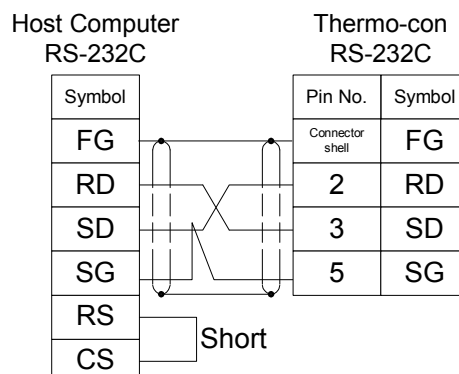 Host Computer
RS-232C
Thermo-con
RS-232C
Symbol
Pin No. Symbol
FG
Connector
shell
FG
RD
2 RD
SD
3 SD
SG
5 SG
RS
Short
CS